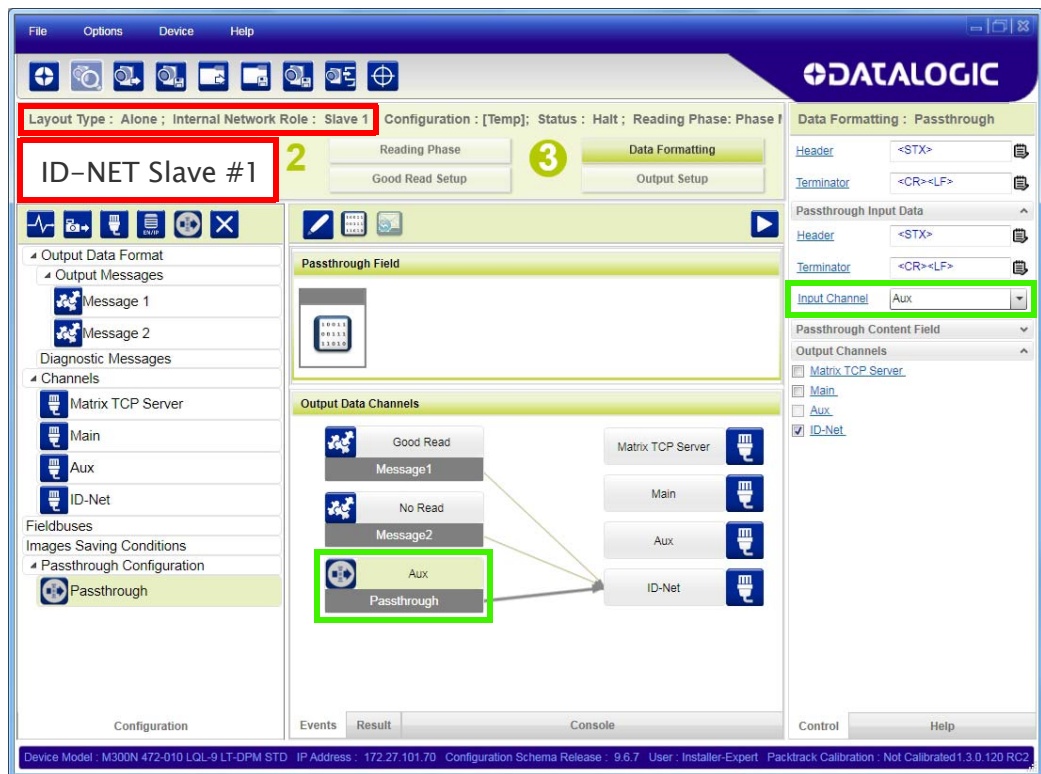 File Options Device Help
DATALOGIC
Layout Type : Alone ; Internal Network Role : Slave 1 Configuration : [Temp]; Status : Halt ; Reading Phase: Phase
ID-NET Slave #1
2
Reading Phase
Good Read Setup
3
Data Formatting
Output Setup
EN/IP
Output Data Format
Output Messages
Message 1
Message 2
Diagnostic Messages
Channels
Matrix TCP Server
Main
Aux
ID-Net
Fieldbuses
Images Saving Conditions
Passthrough Configuration
Passthrough
Configuration
Passthrough Field
10011
00111
11010
Output Data Channels
Good Read
Message1
No Read
Message2
Aux
Passthrough
Matrix TCP Server
Main
Aux
ID-Net
Events Result Console
Data Formatting : Passthrough
Header <STX>
Terminator <CR><LF>
Passthrough Input Data
Header <STX>
Terminator <CR><LF>
Input Channel Aux
Passthrough Content Field
Output Channels
Matrix TCP Server
Main
Aux
ID-Net
Control Help
Device Model : M300N 472-010 LQL-9 LT-DPM STD IP Address : 172.27.101.70 Configuration Schema Release : 9.6.7 User : Installer-Expert Packtrack Calibration : Not Calibrated 1.3.0.120 RC2